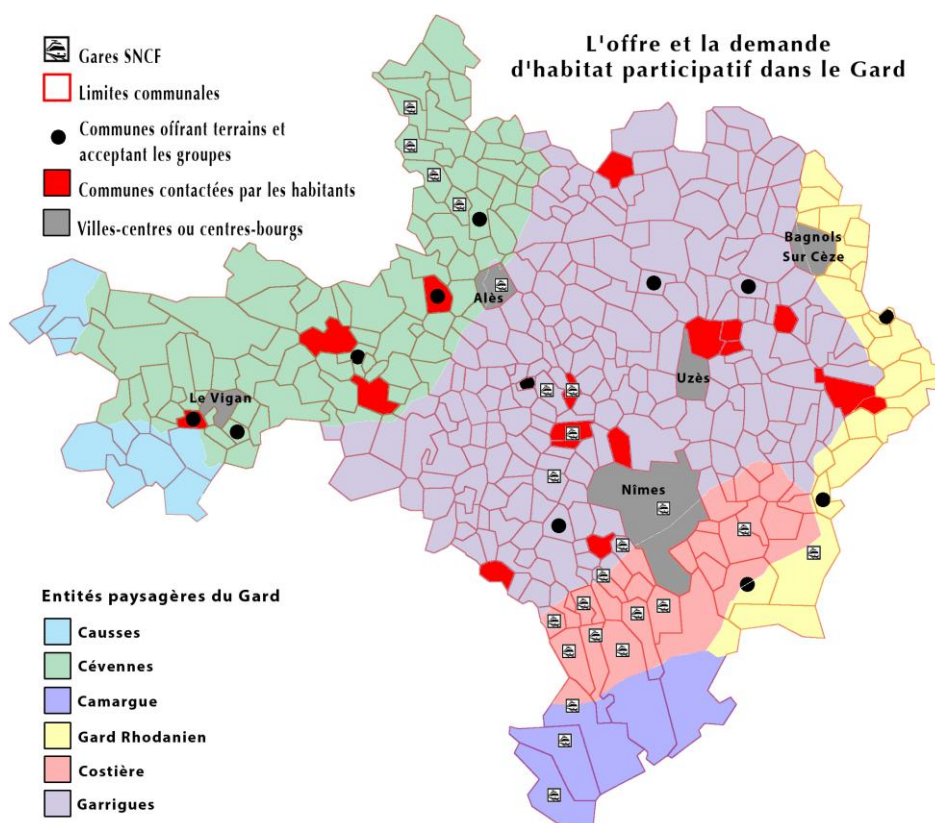 L'offre et la demande
d'habitat participatif dans le Gard
Gares SNCF
Limites communales
Communes offrant terrains et
acceptant les groupes
Communes contactées par les habitants
Villes-centres ou centres-bourgs
Bagnols
Sur Cèze
Alès
Uzès
Le Vigan
Nîmes
Entités paysagères du Gard
Causses
Cévennes
Camargue
Gard Rhodanien
Costière
Garrigues